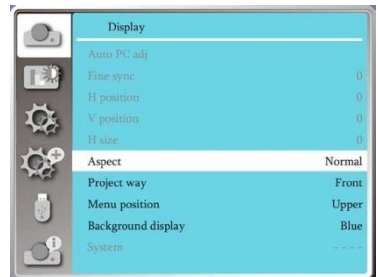 Display
Auto PC adj
Fine sync 0
H position 0
V position 0
H size 0
Aspect Normal
Project way Front
Menu position Upper
Background display Blue
System - - - -